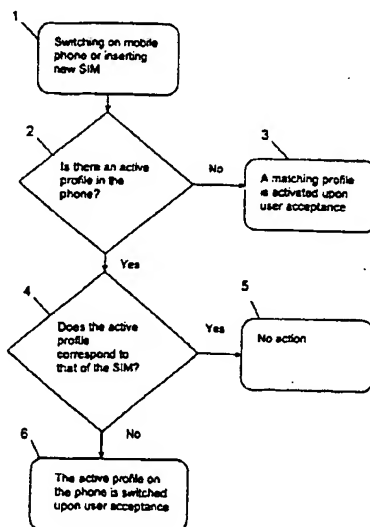 1
Switching on mobile
phone or inserting
new SIM
2
Is there an active
profile in the
phone?
No
3
A matching profile
is activated upon
user acceptance
Yes
4
Does the active
profile
correspond to
that of the SIM?
Yes
5
No action
No
6
The active profile on
the phone is switched
upon user acceptance